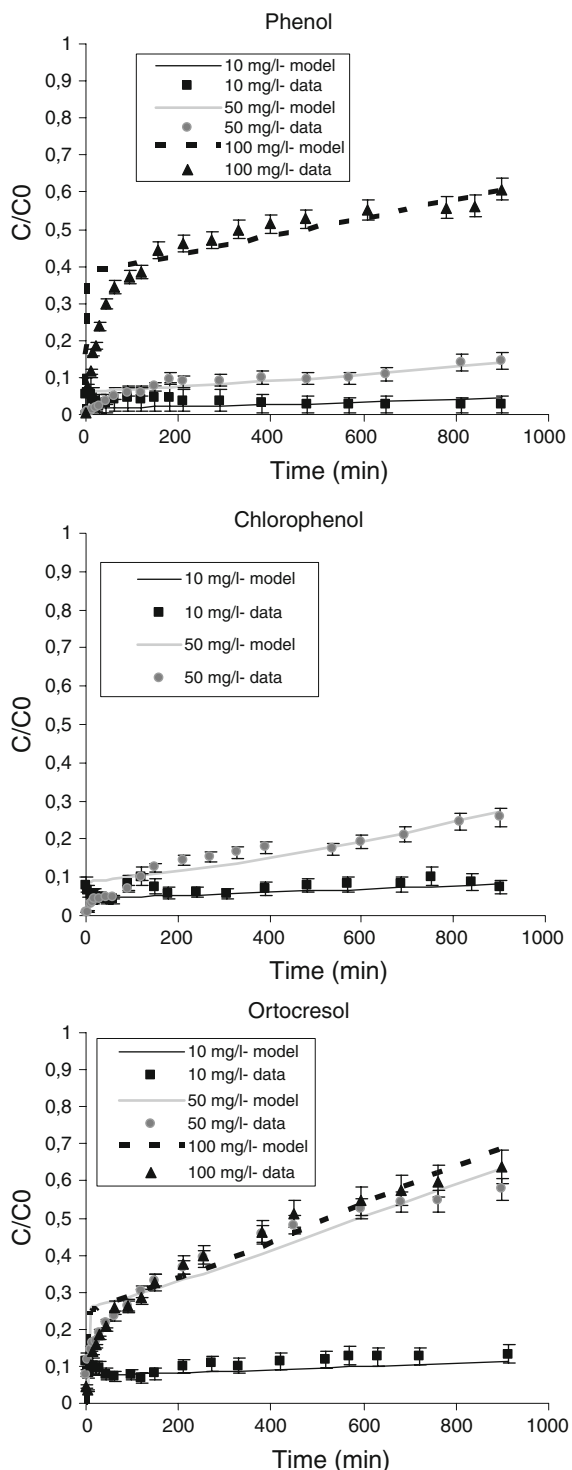 Phenol
1
0,9
0,8
0,7
0,6
0,5
0,4
0,3
0,2
0,1
0
C/C0
10 mg/l- model
10 mg/l- data
50 mg/l- model
50 mg/l- data
100 mg/l- model
100 mg/l- data
0 200 400 600 800 1000
Time (min)
Chlorophenol
1
0,9
0,8
0,7
0,6
0,5
0,4
0,3
0,2
0,1
0
C/C0
10 mg/l- model
10 mg/l- data
50 mg/l- model
50 mg/l- data
0 200 400 600 800 1000
Time (min)
Ortocresol
1
0,9
0,8
0,7
0,6
0,5
0,4
0,3
0,2
0,1
0
C/C0
10 mg/l- model
10 mg/l- data
50 mg/l- model
50 mg/l- data
100 mg/l- model
100 mg/l- data
0 200 400 600 800 1000
Time (min)